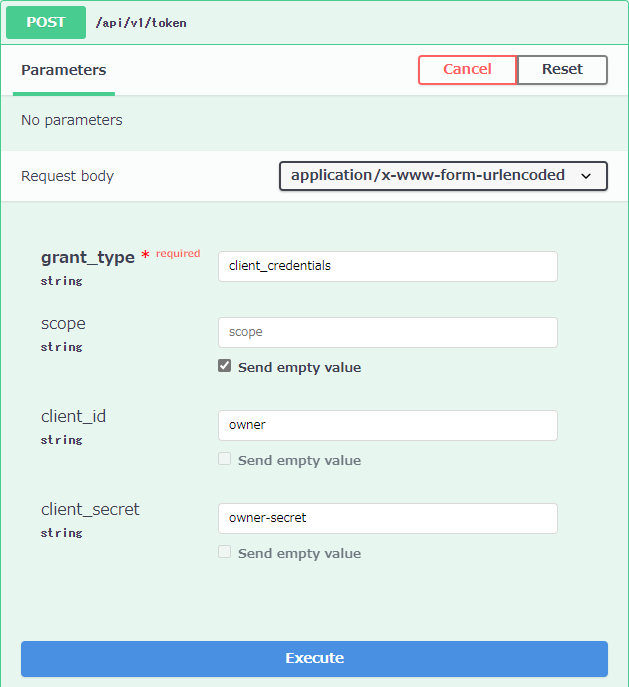 POST /api/v1/token
Parameters Cancel Reset
No parameters
Request body application/x-www-form-urlencoded
grant_type * required client_credentials
string
scope scope
string
Send empty value
client_id owner
string
Send empty value
client_secret owner-secret
string
Send empty value
Execute